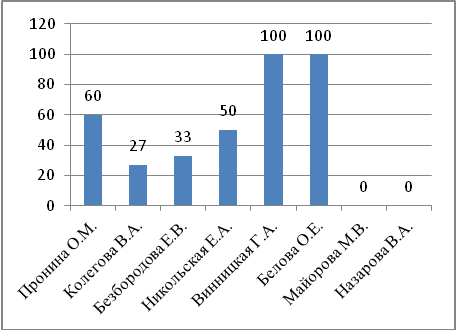 120
100
80
60
40
20
0
60
27
33
50
100
100
0
0
Пронина О.М.
Колегова В.А.
Безбородова Е.В.
Никольская Е.А.
Винницкая Г.А.
Белова О.Е.
Майорова М.В.
Назарова В.А.